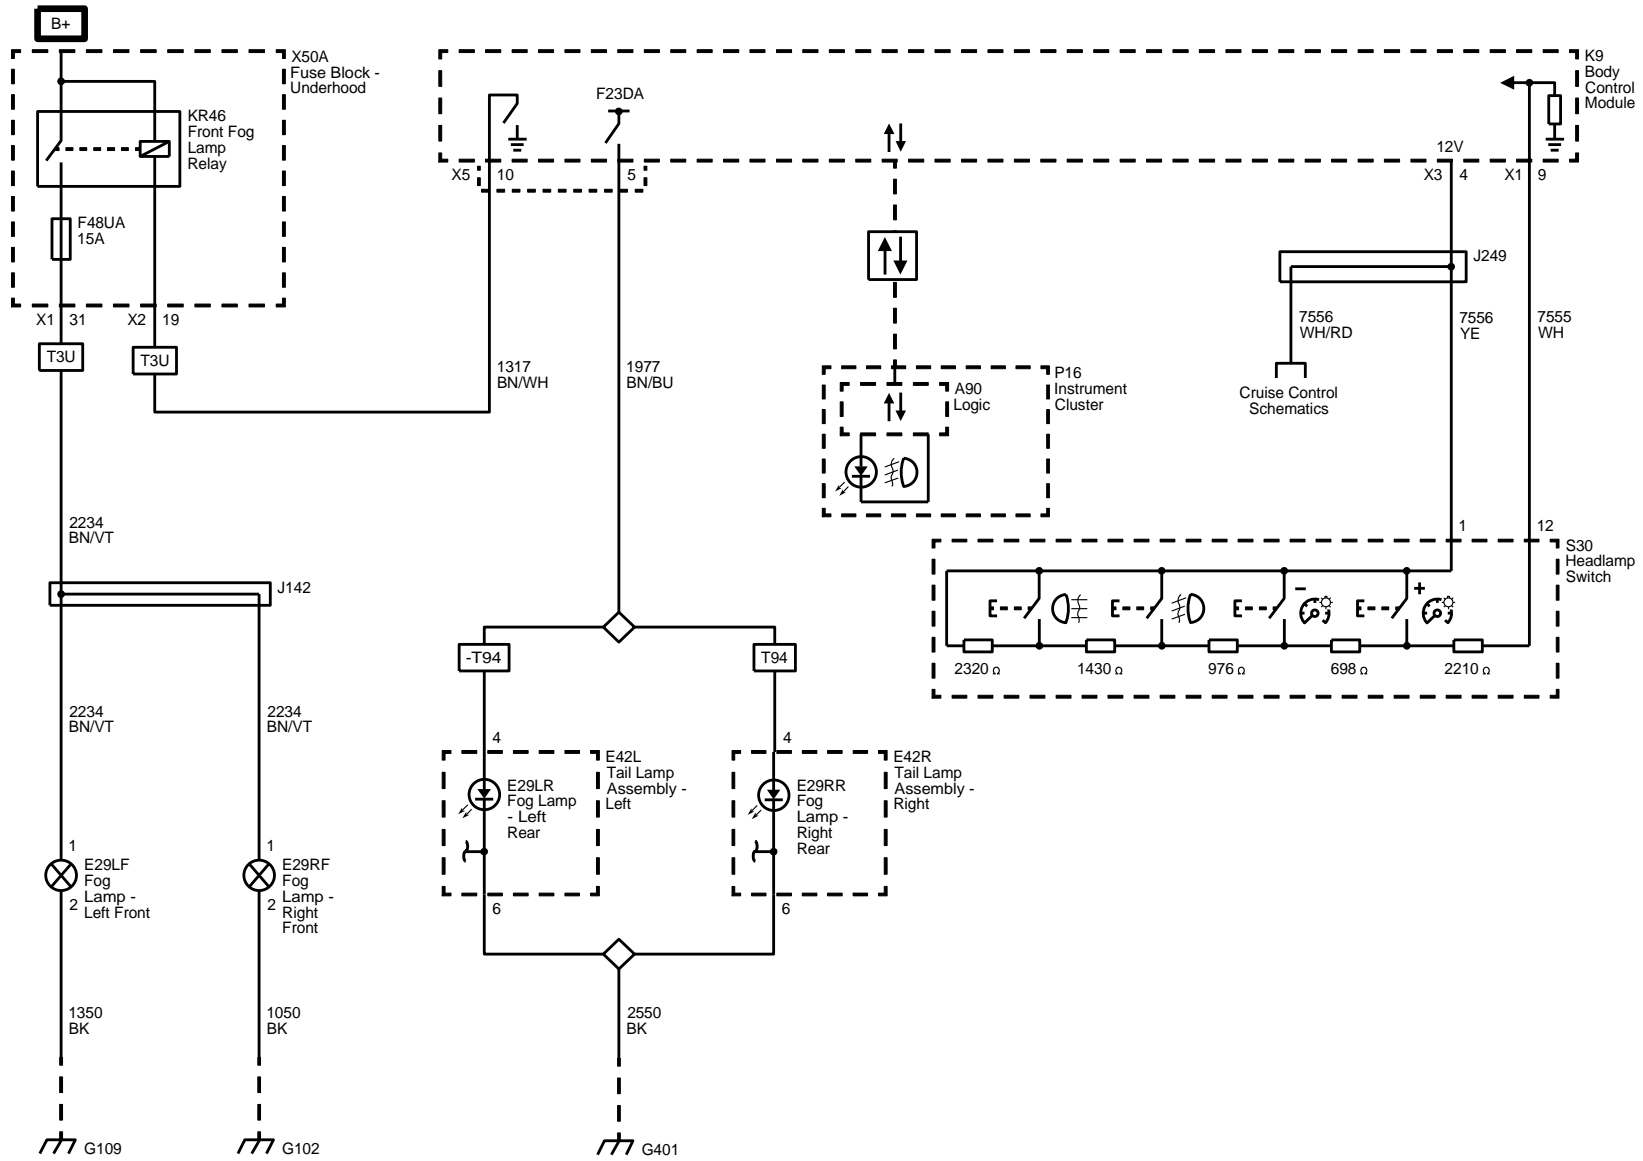 B+
X50A
Fuse Block -
Underhood
KR46
Front Fog
Lamp
Relay
F48UA
15A
X1 31
X2 19
T3U
T3U
K9
Body
Control
Module
F23DA
12V
X5 10
5
X3 4
X1 9
J249
7556
WH/RD
7556
YE
7555
WH
Cruise Control
Schematics
1317
BN/WH
1977
BN/BU
P16
Instrument
Cluster
A90
Logic
2234
BN/VT
J142
2234
BN/VT
2234
BN/VT
1
12
S30
Headlamp
Switch
−
+
2320 Ω
1430 Ω
976 Ω
698 Ω
2210 Ω
-T94
T94
4
4
E42L
Tail Lamp
Assembly -
Left
E29LR
Fog Lamp
- Left
Rear
E42R
Tail Lamp
Assembly -
Right
E29RR
Fog
Lamp -
Right
Rear
6
6
1
E29LF
Fog
Lamp -
Left Front
2
1
E29RF
Fog
Lamp -
Right
Front
2
1350
BK
1050
BK
2550
BK
G109
G102
G401